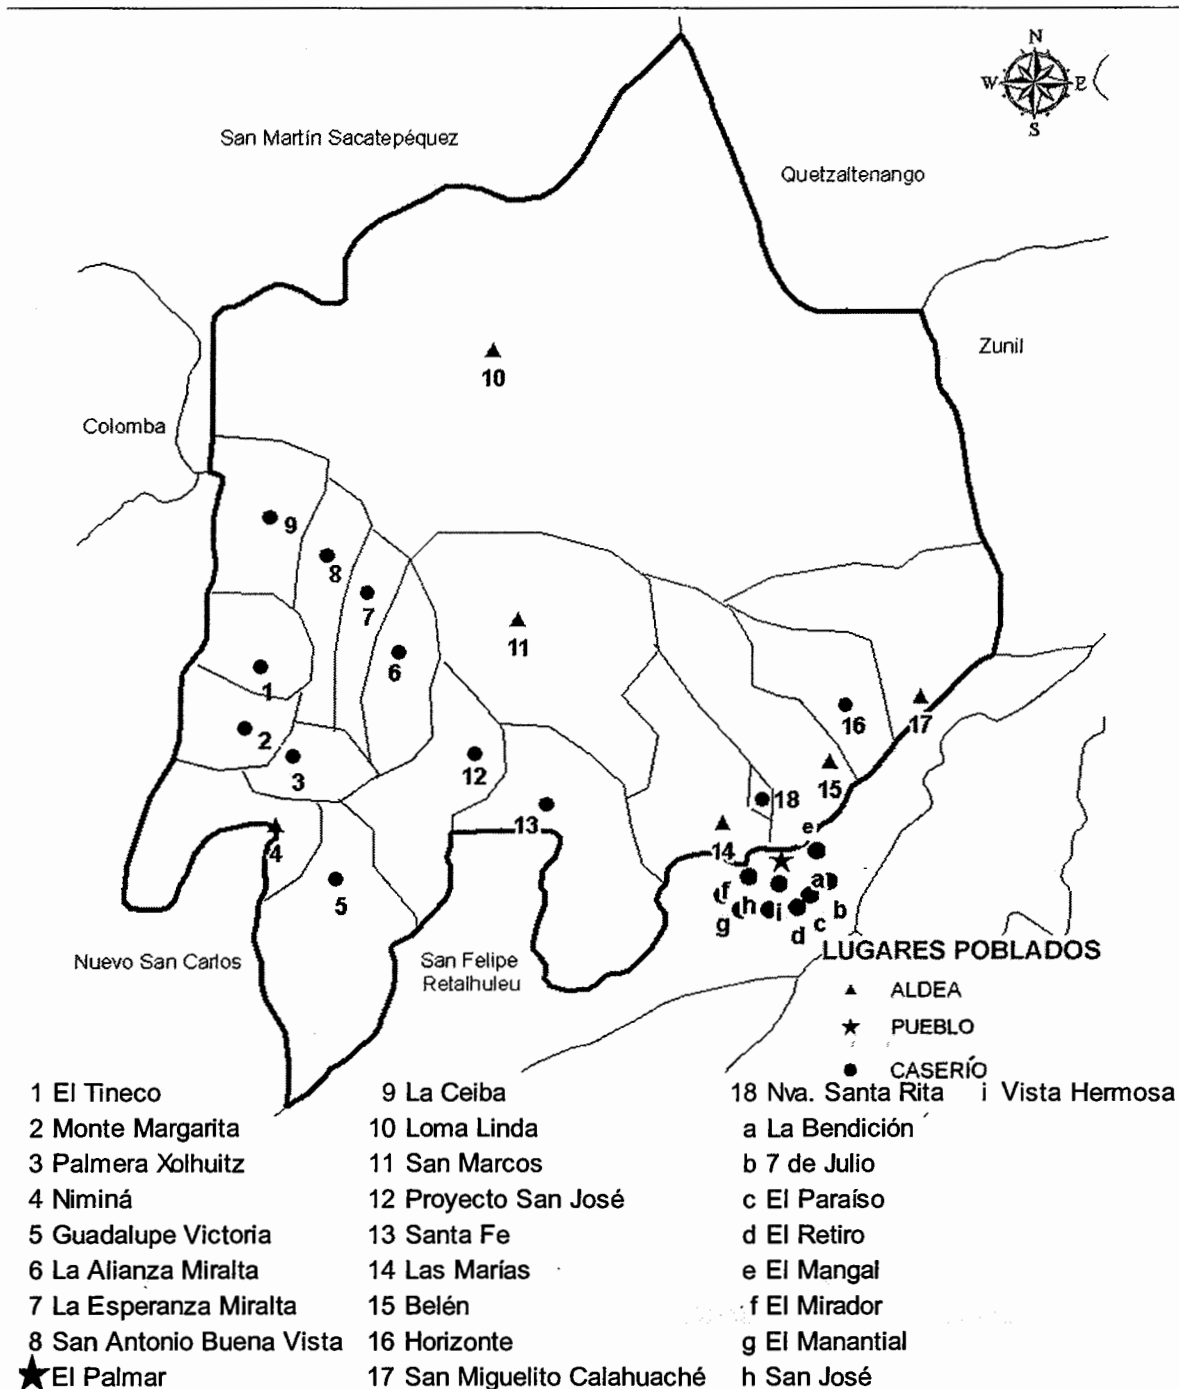 N
W E
S
San Martín Sacatepéquez
Quetzaltenango
Zunil
Colomba
10
9
8
7
11
6
1
16
17
2
12
3
15
18
13
e
14
4
5
f
a
h
i
b
g
d
c
Nuevo San Carlos
San Felipe
Retalhuleu
LUGARES POBLADOS
ALDEA
PUEBLO
CASERÍO
1 El Tineco
2 Monte Margarita
3 Palmera Xolhuitz
4 Niminá
5 Guadalupe Victoria
6 La Alianza Miralta
7 La Esperanza Miralta
8 San Antonio Buena Vista
El Palmar
9 La Ceiba
10 Loma Linda
11 San Marcos
12 Proyecto San José
13 Santa Fe
14 Las Marías
15 Belén
16 Horizonte
17 San Miguelito Calahuaché
18 Nva. Santa Rita
a La Bendición
b 7 de Julio
c El Paraíso
d El Retiro
e El Mangal
f El Mirador
g El Manantial
h San José
i Vista Hermosa